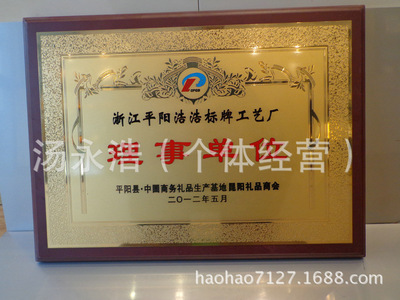 浙江平阳浩浩标牌工艺厂
理事单位
汤永浩（个体经营）
平阳县·中國商务礼品生产基地昆阳礼品商会
二〇一二年五月
haohao7127.1688.com